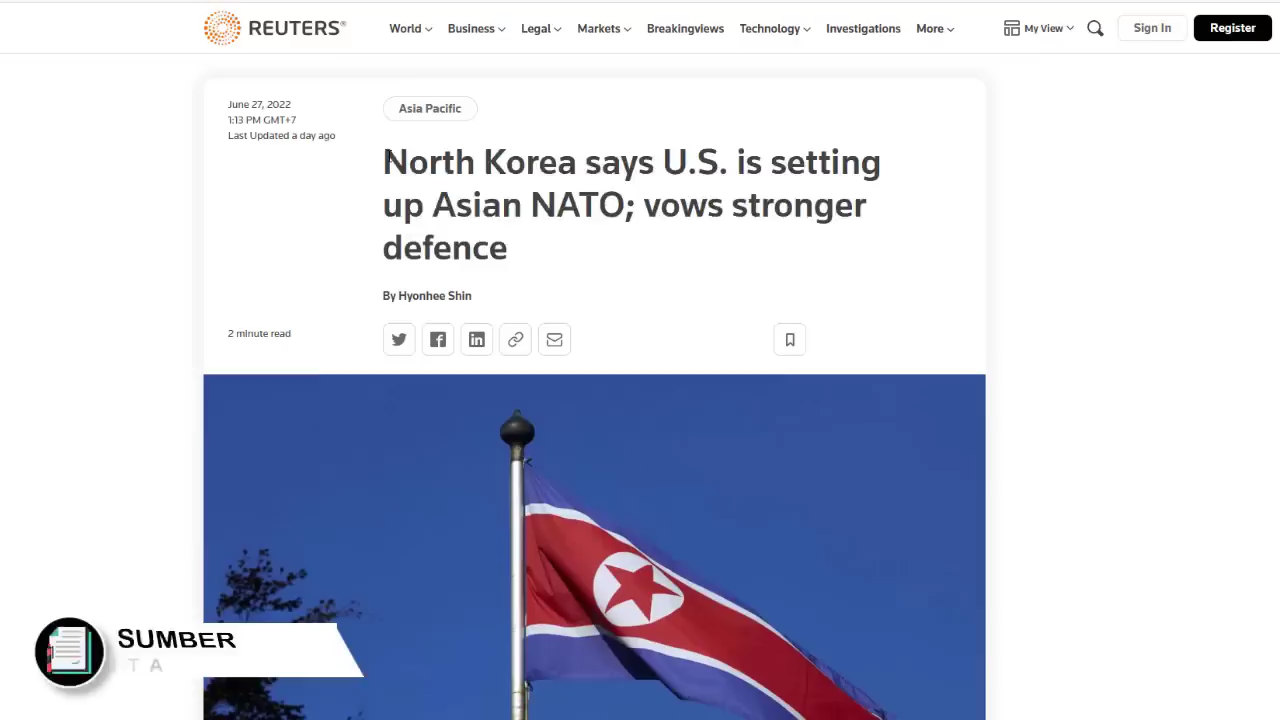 REUTERS®
World Business Legal Markets Breakingviews Technology Investigations More My View Sign In Register
June 27, 2022
1:13 PM GMT+7
Last Updated a day ago
Asia Pacific
North Korea says U.S. is setting
up Asian NATO; vows stronger
defence
By Hyonhee Shin
2 minute read
SUMBER
T A